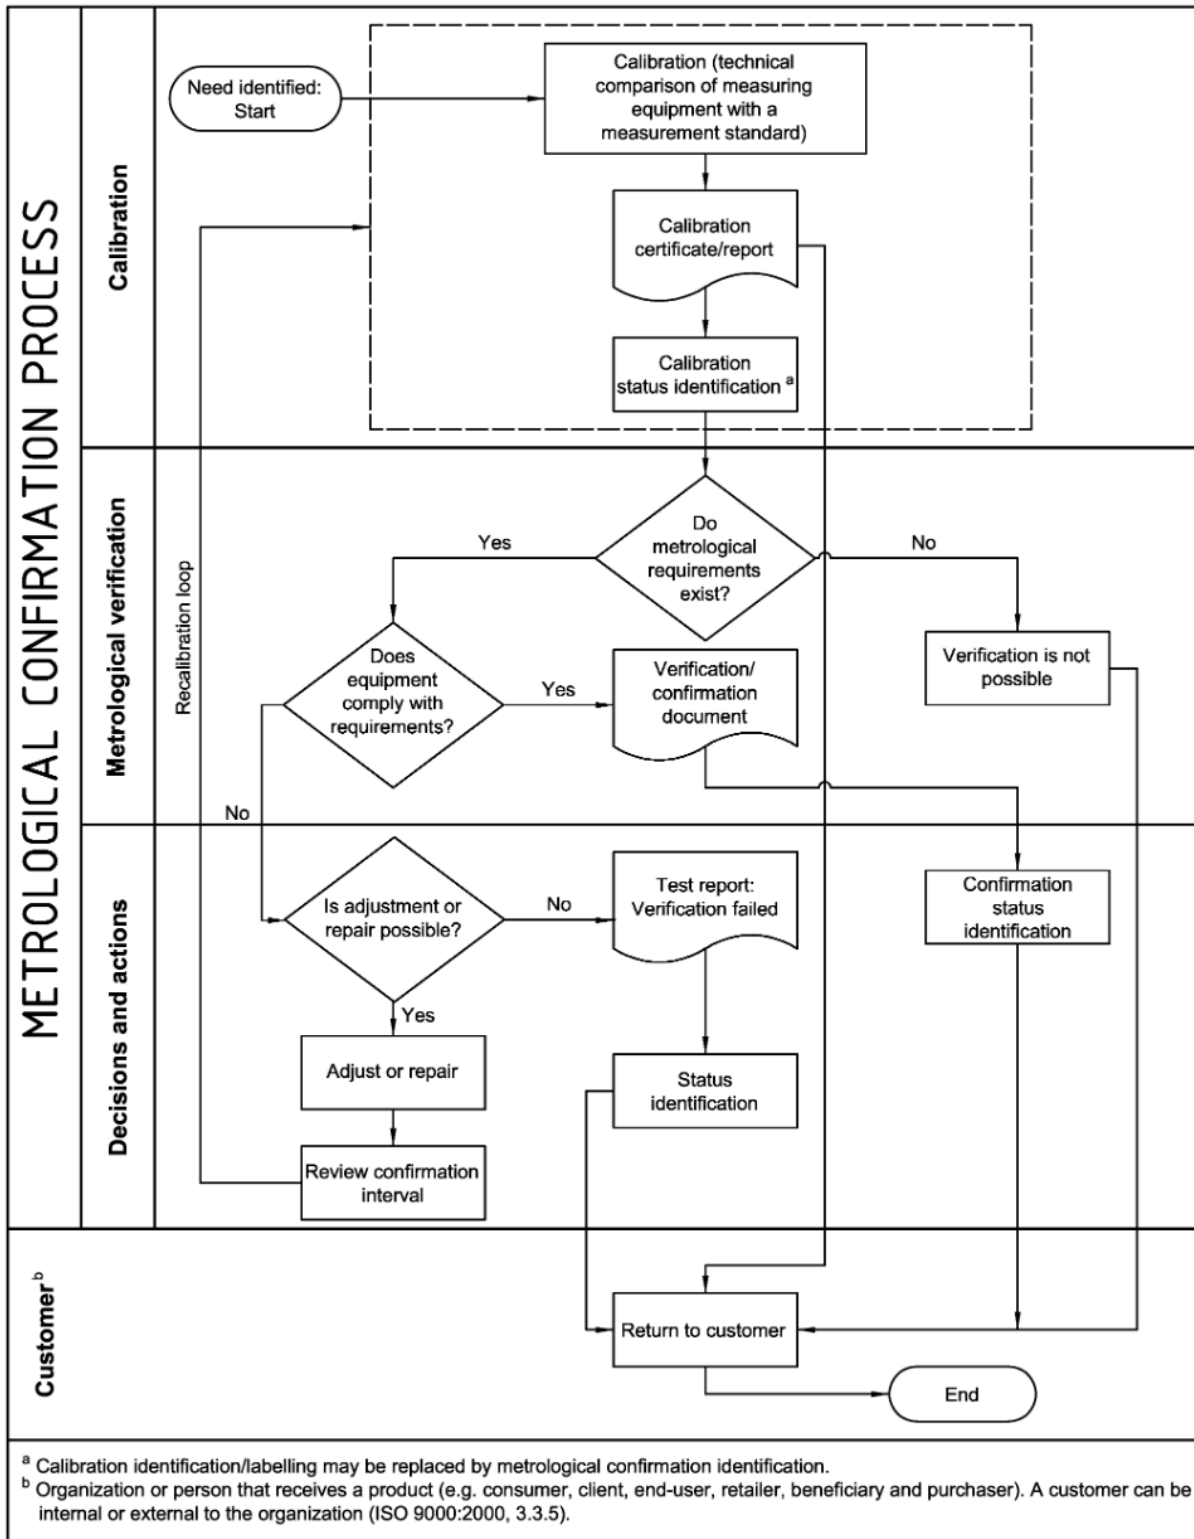 METROLOGICAL CONFIRMATION PROCESS
Calibration
Need identified:
Start
Calibration (technical
comparison of measuring
equipment with a
measurement standard)
Calibration
certificate/report
Calibration
status identification a
Metrological verification
Recalibration loop
Do
metrological
requirements
exist?
Yes
No
Does
equipment
comply with
requirements?
Yes
Verification/
confirmation
document
Verification is not
possible
No
Decisions and actions
Is adjustment or
repair possible?
No
Test report:
Verification failed
Confirmation
status
identification
Yes
Adjust or repair
Status
identification
Review confirmation
interval
Customer b
Return to customer
End
a Calibration identification/labelling may be replaced by metrological confirmation identification.
b Organization or person that receives a product (e.g. consumer, client, end-user, retailer, beneficiary and purchaser). A customer can be
internal or external to the organization (ISO 9000:2000, 3.3.5).